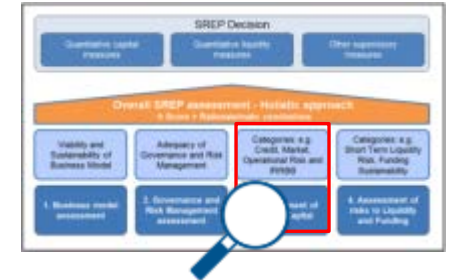 SREP Decision
Quantitative capital
measures
Quantitative liquidity
measures
Other supervisory
measures
Overall SREP assessment - Holistic approach
Viability and
Sustainability of
Business Model
Adequacy of
Governance and Risk
Management
Categories: e.g.
Credit, Market,
Operational Risk and
IRRBB
Categories: e.g.
Short Term Liquidity
Risk, Funding
Sustainability
1. Business model
assessment
2. Governance and
Risk Management
assessment
ment of
Capital
4. Assessment of
risks to Liquidity
and Funding